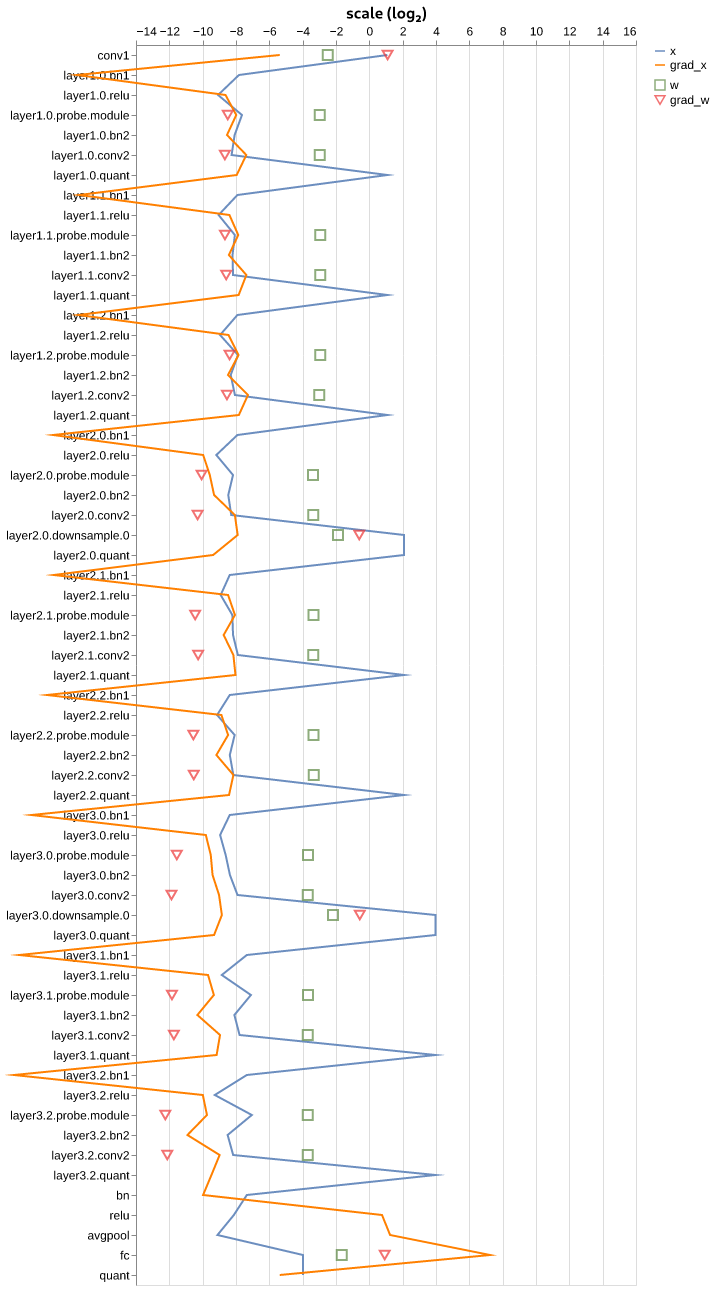 scale (log₂)
−14 −12 −10 −8 −6 −4 −2 0 2 4 6 8 10 12 14 16
x
grad_x
w
grad_w
conv1
layer1.0.bn1
layer1.0.relu
layer1.0.probe.module
layer1.0.bn2
layer1.0.conv2
layer1.0.quant
layer1.1.bn1
layer1.1.relu
layer1.1.probe.module
layer1.1.bn2
layer1.1.conv2
layer1.1.quant
layer1.2.bn1
layer1.2.relu
layer1.2.probe.module
layer1.2.bn2
layer1.2.conv2
layer1.2.quant
layer2.0.bn1
layer2.0.relu
layer2.0.probe.module
layer2.0.bn2
layer2.0.conv2
layer2.0.downsample.0
layer2.0.quant
layer2.1.bn1
layer2.1.relu
layer2.1.probe.module
layer2.1.bn2
layer2.1.conv2
layer2.1.quant
layer2.2.bn1
layer2.2.relu
layer2.2.probe.module
layer2.2.bn2
layer2.2.conv2
layer2.2.quant
layer3.0.bn1
layer3.0.relu
layer3.0.probe.module
layer3.0.bn2
layer3.0.conv2
layer3.0.downsample.0
layer3.0.quant
layer3.1.bn1
layer3.1.relu
layer3.1.probe.module
layer3.1.bn2
layer3.1.conv2
layer3.1.quant
layer3.2.bn1
layer3.2.relu
layer3.2.probe.module
layer3.2.bn2
layer3.2.conv2
layer3.2.quant
bn
relu
avgpool
fc
quant